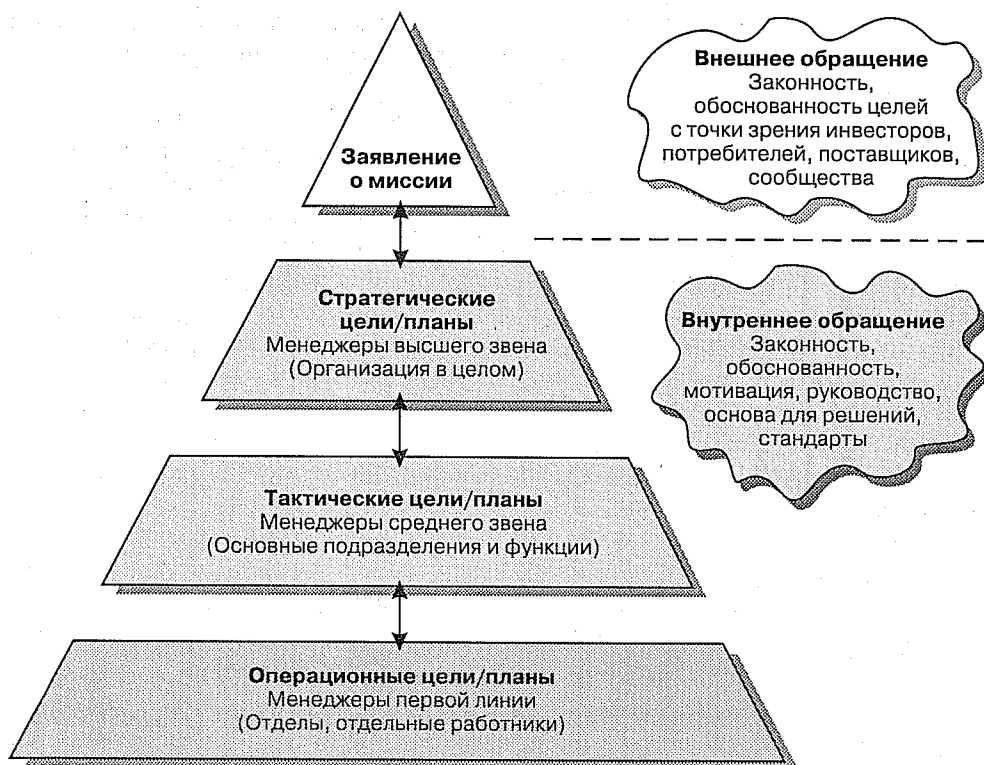 Заявление
о миссии
Внешнее обращение
Законность,
обоснованность целей
с точки зрения инвесторов,
потребителей, поставщиков,
сообщества
Стратегические
цели/планы
Менеджеры высшего звена
(Организация в целом)
Внутреннее обращение
Законность,
обоснованность,
мотивация, руководство,
основа для решений,
стандарты
Тактические цели/планы
Менеджеры среднего звена
(Основные подразделения и функции)
Операционные цели/планы
Менеджеры первой линии
(Отделы, отдельные работники)